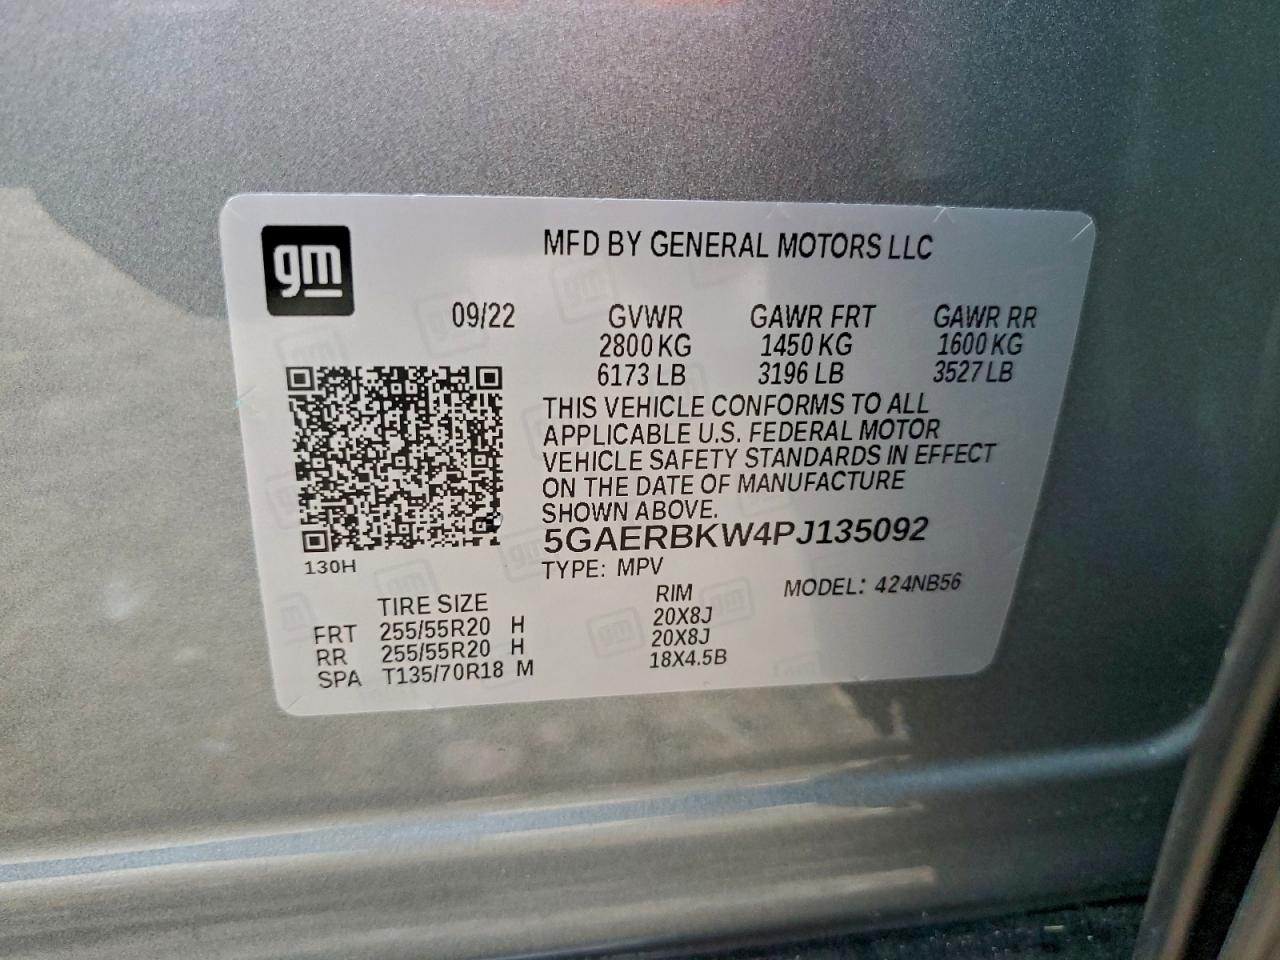 gm
MFD BY GENERAL MOTORS LLC
09/22 GVWR GAWR FRT GAWR RR
2800 KG 1450 KG 1600 KG
6173 LB 3196 LB 3527 LB
THIS VEHICLE CONFORMS TO ALL
APPLICABLE U.S. FEDERAL MOTOR
VEHICLE SAFETY STANDARDS IN EFFECT
ON THE DATE OF MANUFACTURE
SHOWN ABOVE.
5GAERBKW4PJ135092
130H
TYPE: MPV MODEL: 424NB56
TIRE SIZE RIM
FRT 255/55R20 H 20X8J
RR 255/55R20 H 20X8J
SPA T135/70R18 M 18X4.5B